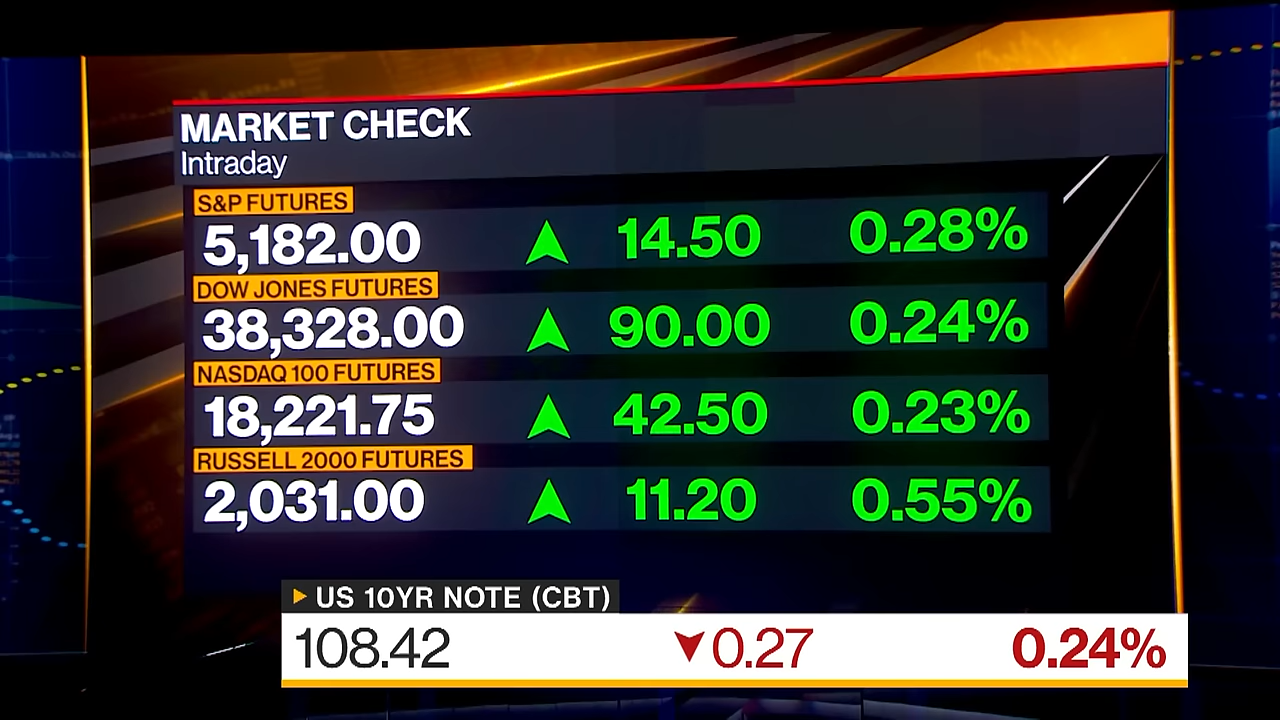 MARKET CHECK
Intraday
S&P FUTURES
5,182.00 ▲ 14.50 0.28%
DOW JONES FUTURES
38,328.00 ▲ 90.00 0.24%
NASDAQ 100 FUTURES
18,221.75 ▲ 42.50 0.23%
RUSSELL 2000 FUTURES
2,031.00 ▲ 11.20 0.55%
▶ US 10YR NOTE (CBT)
108.42 ▼ 0.27 0.24%